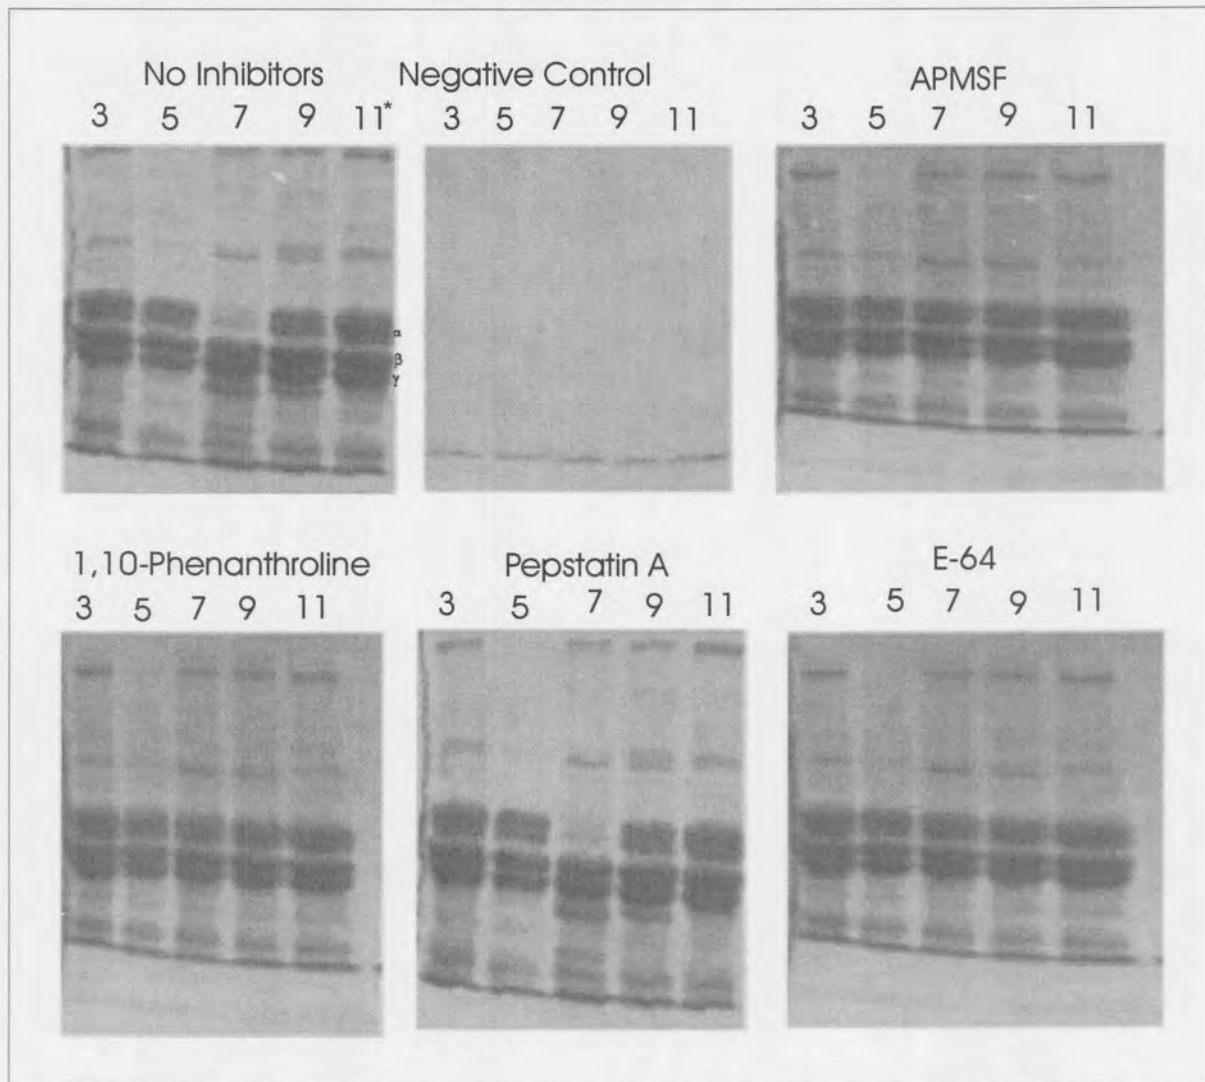 No Inhibitors
3 5 7 9 11*
α
β
γ
Negative Control
3 5 7 9 11
APMSF
3 5 7 9 11
1,10-Phenanthroline
3 5 7 9 11
Pepstatin A
3 5 7 9 11
E-64
3 5 7 9 11